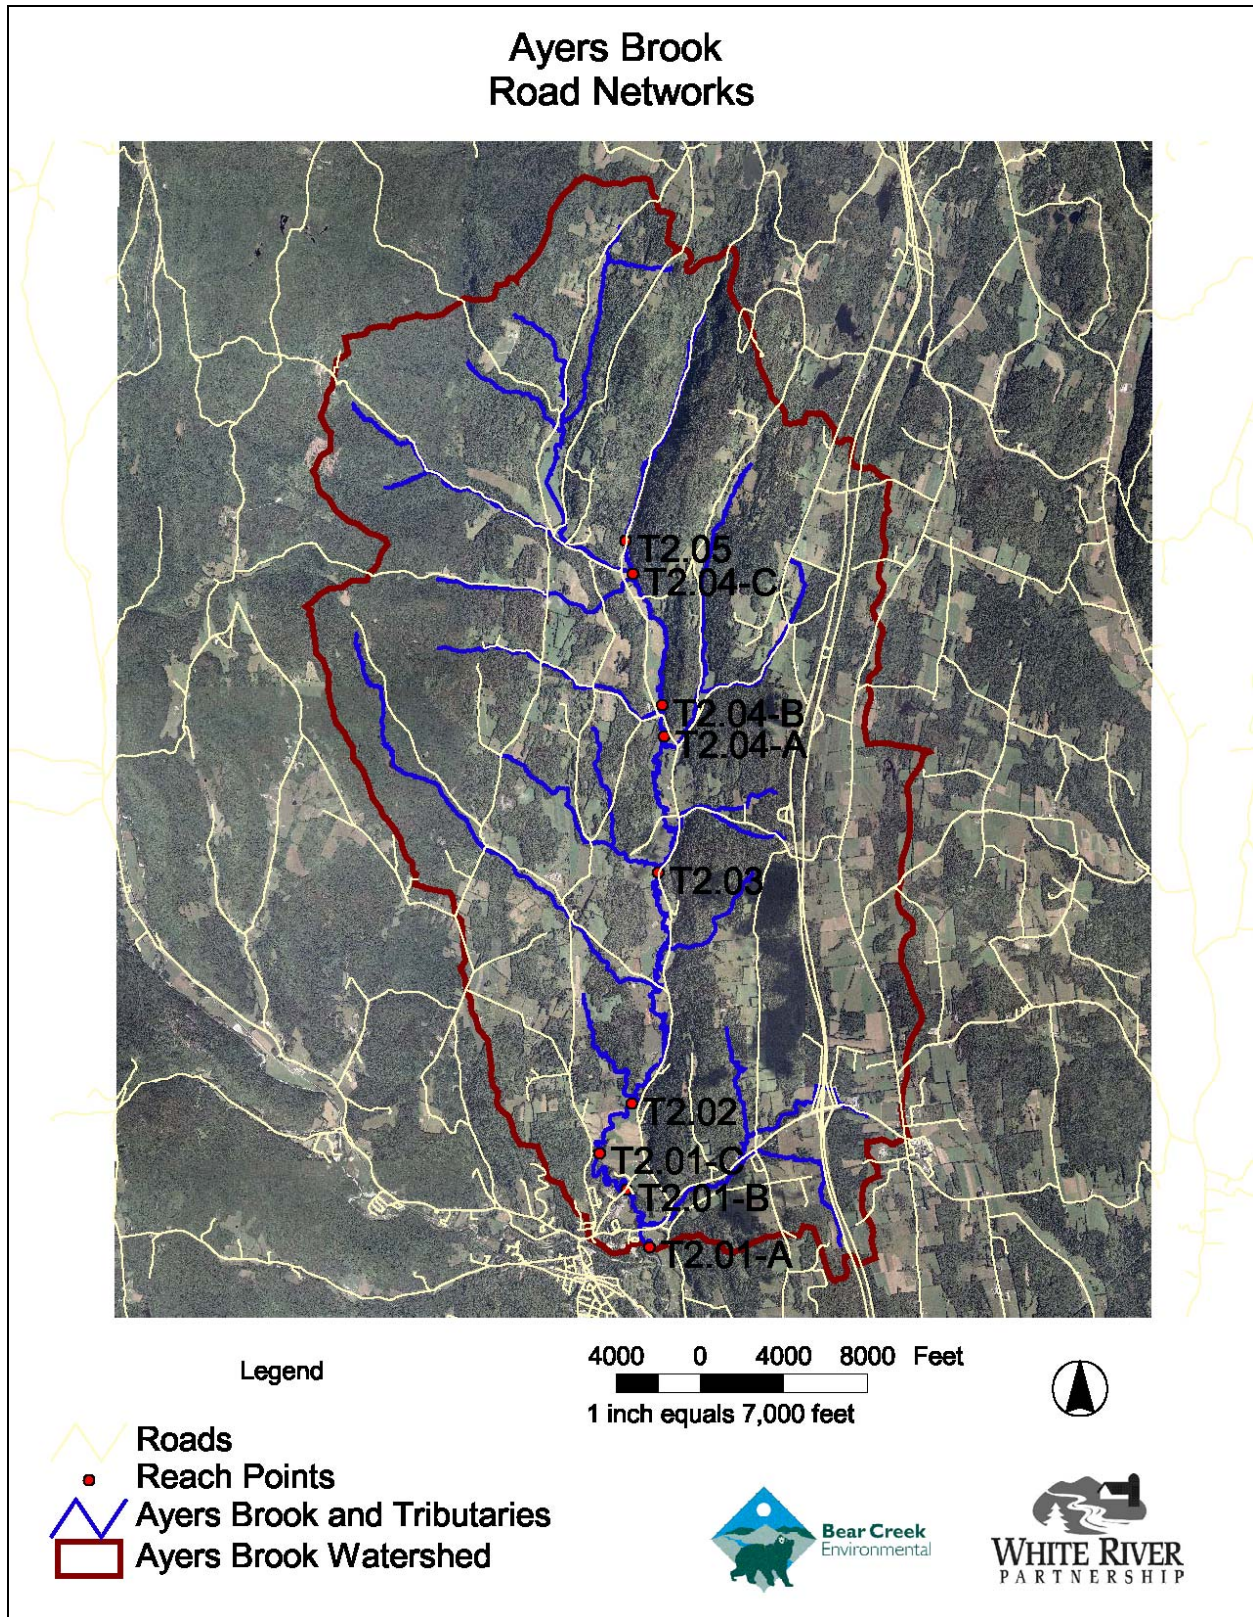 Ayers Brook
Road Networks
T2.05
T2.04-C
T2.04-B
T2.04-A
T2.03
T2.02
T2.01-C
T2.01-B
T2.01-A
Legend
4000 0 4000 8000 Feet
1 inch equals 7,000 feet
Roads
Reach Points
Ayers Brook and Tributaries
Ayers Brook Watershed
Bear Creek
Environmental
WHITE RIVER
PARTNERSHIP